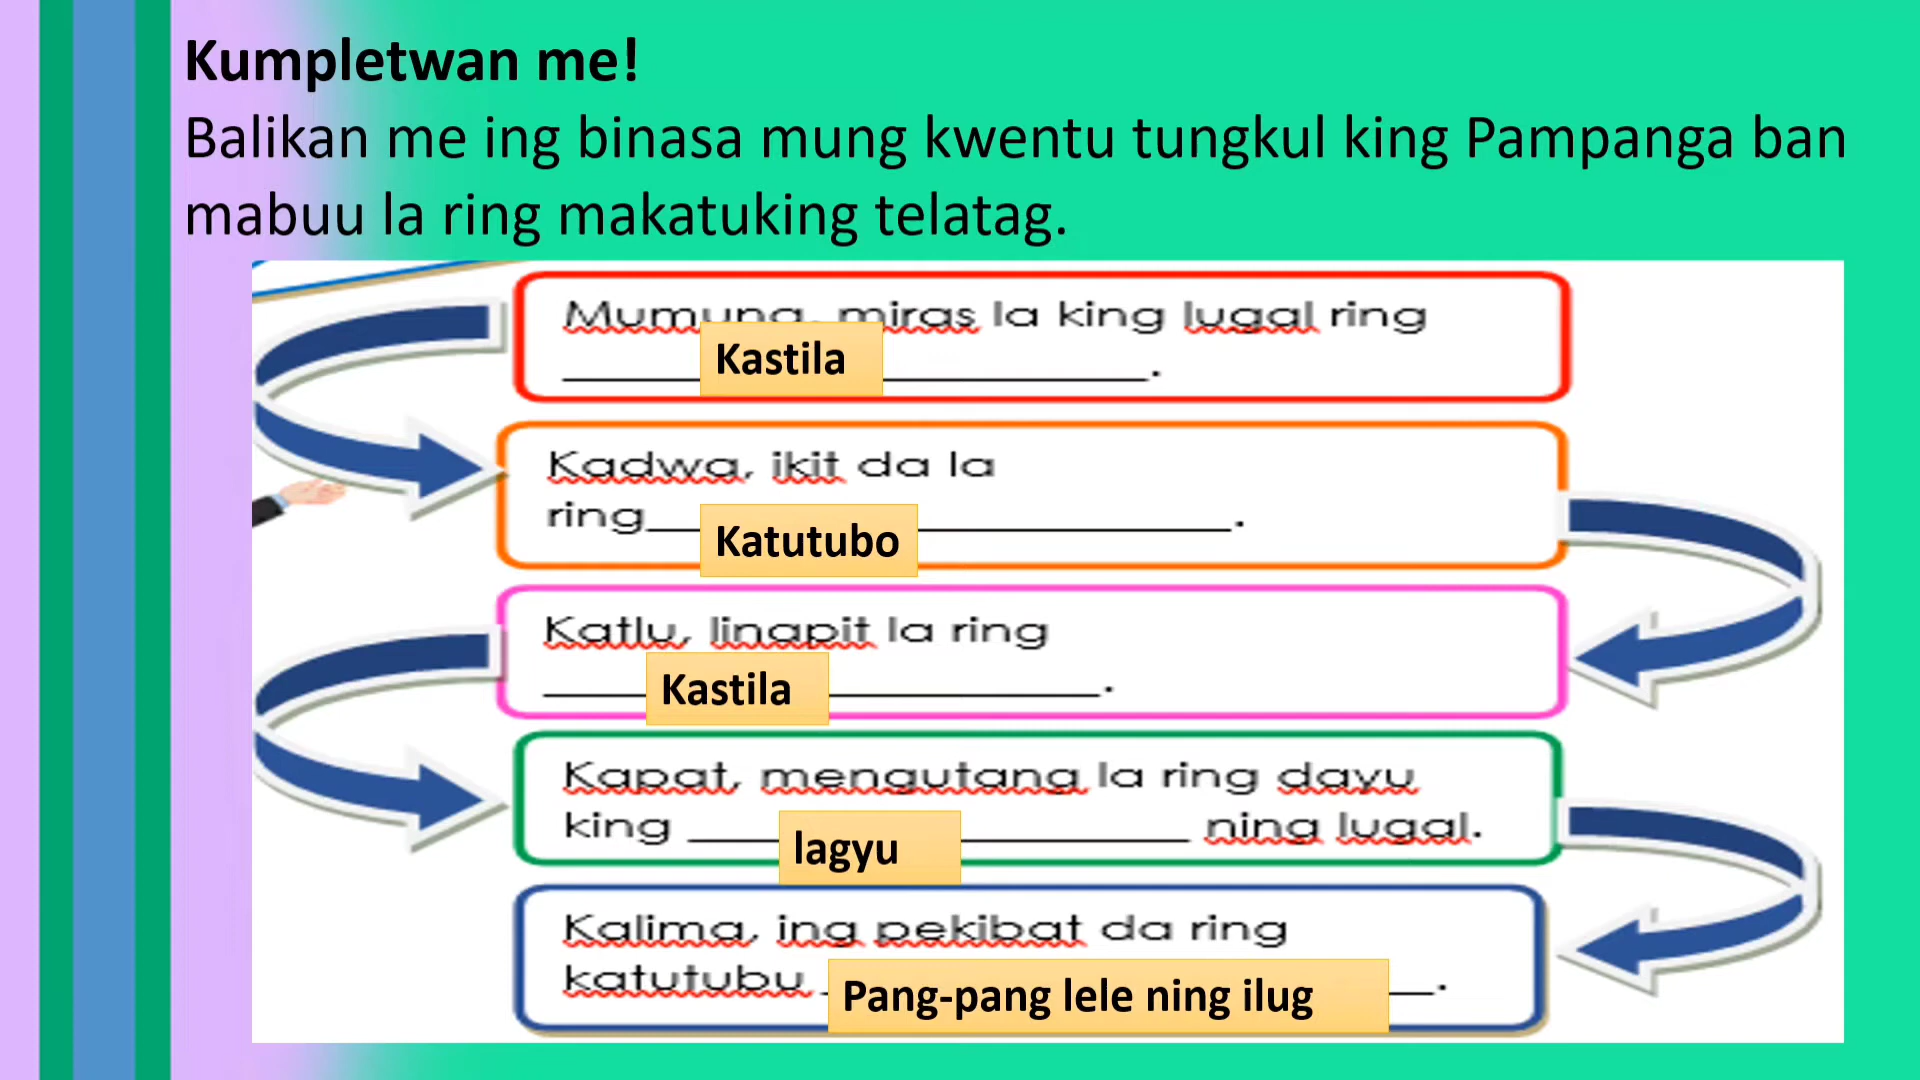 Kumpletwan me!
Balikan me ing binasa mung kwentu tungkul king Pampanga ban
mabuu la ring makatuking telatag.
Mumuna, miras la king lugal ring
Kastila.
Kadwa, ikit da la
ring Katutubo.
Katlu, linapit la ring
Kastila.
Kapat, mengutang la ring dayu
king lagyu ning lugal.
Kalima, ing pekibat da ring
katutubu Pang-pang lele ning ilug.